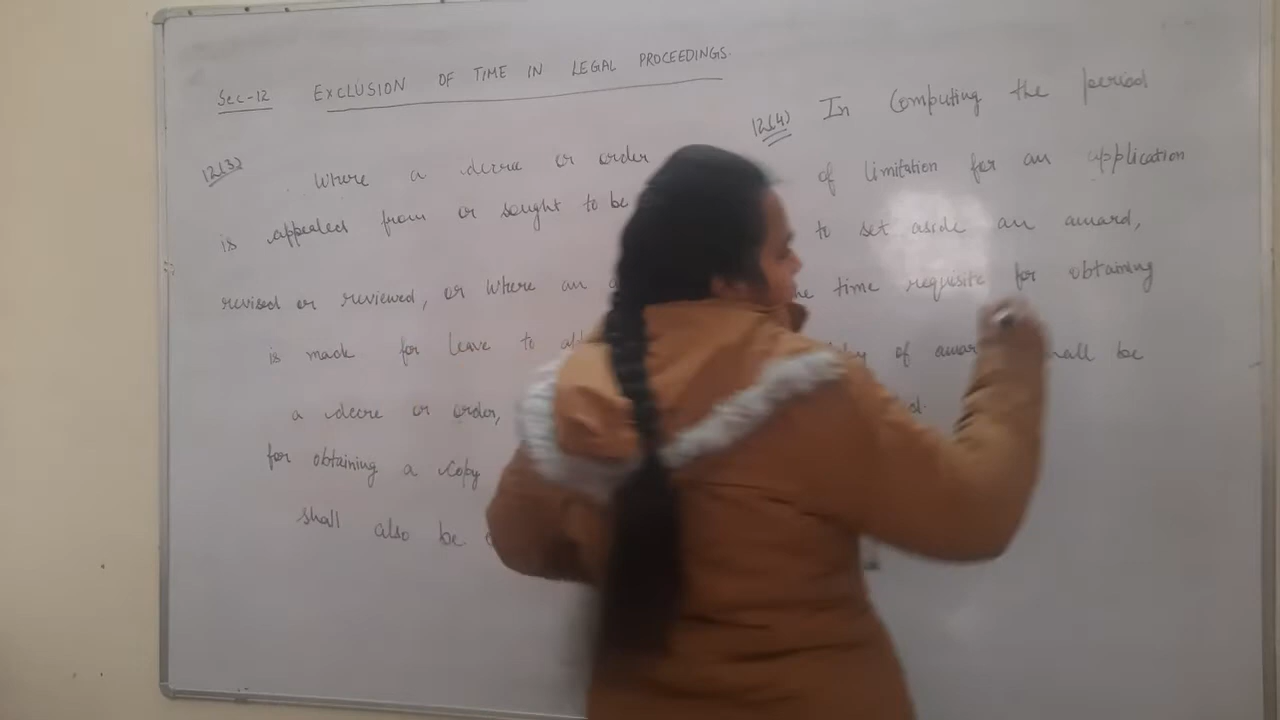 Sec-12 EXCLUSION OF TIME IN LEGAL PROCEEDINGS.
12(3)
Where a decree or order
is appealed from or sought to be
revised or reviewed, or where an
is made for leave to
a decree or order,
for obtaining a copy
shall also be
12(4) In Computing the period
of limitation for an application
to set aside an award,
time requisite for obtaining
of be